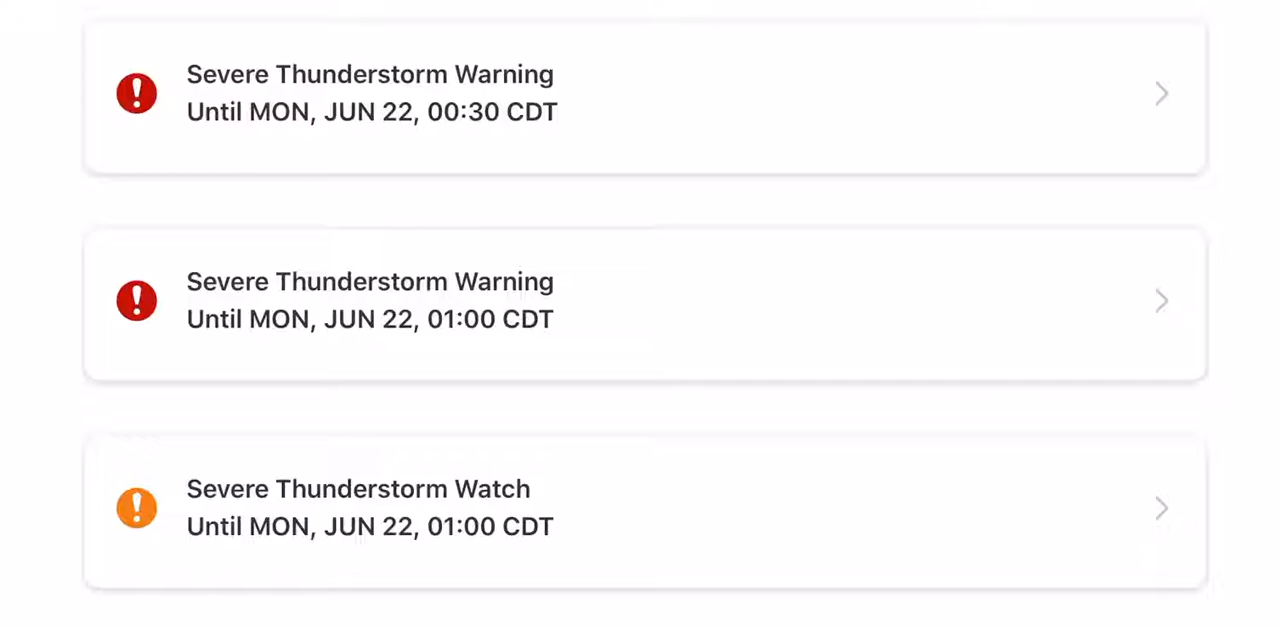 Severe Thunderstorm Warning
Until MON, JUN 22, 00:30 CDT
Severe Thunderstorm Warning
Until MON, JUN 22, 01:00 CDT
Severe Thunderstorm Watch
Until MON, JUN 22, 01:00 CDT